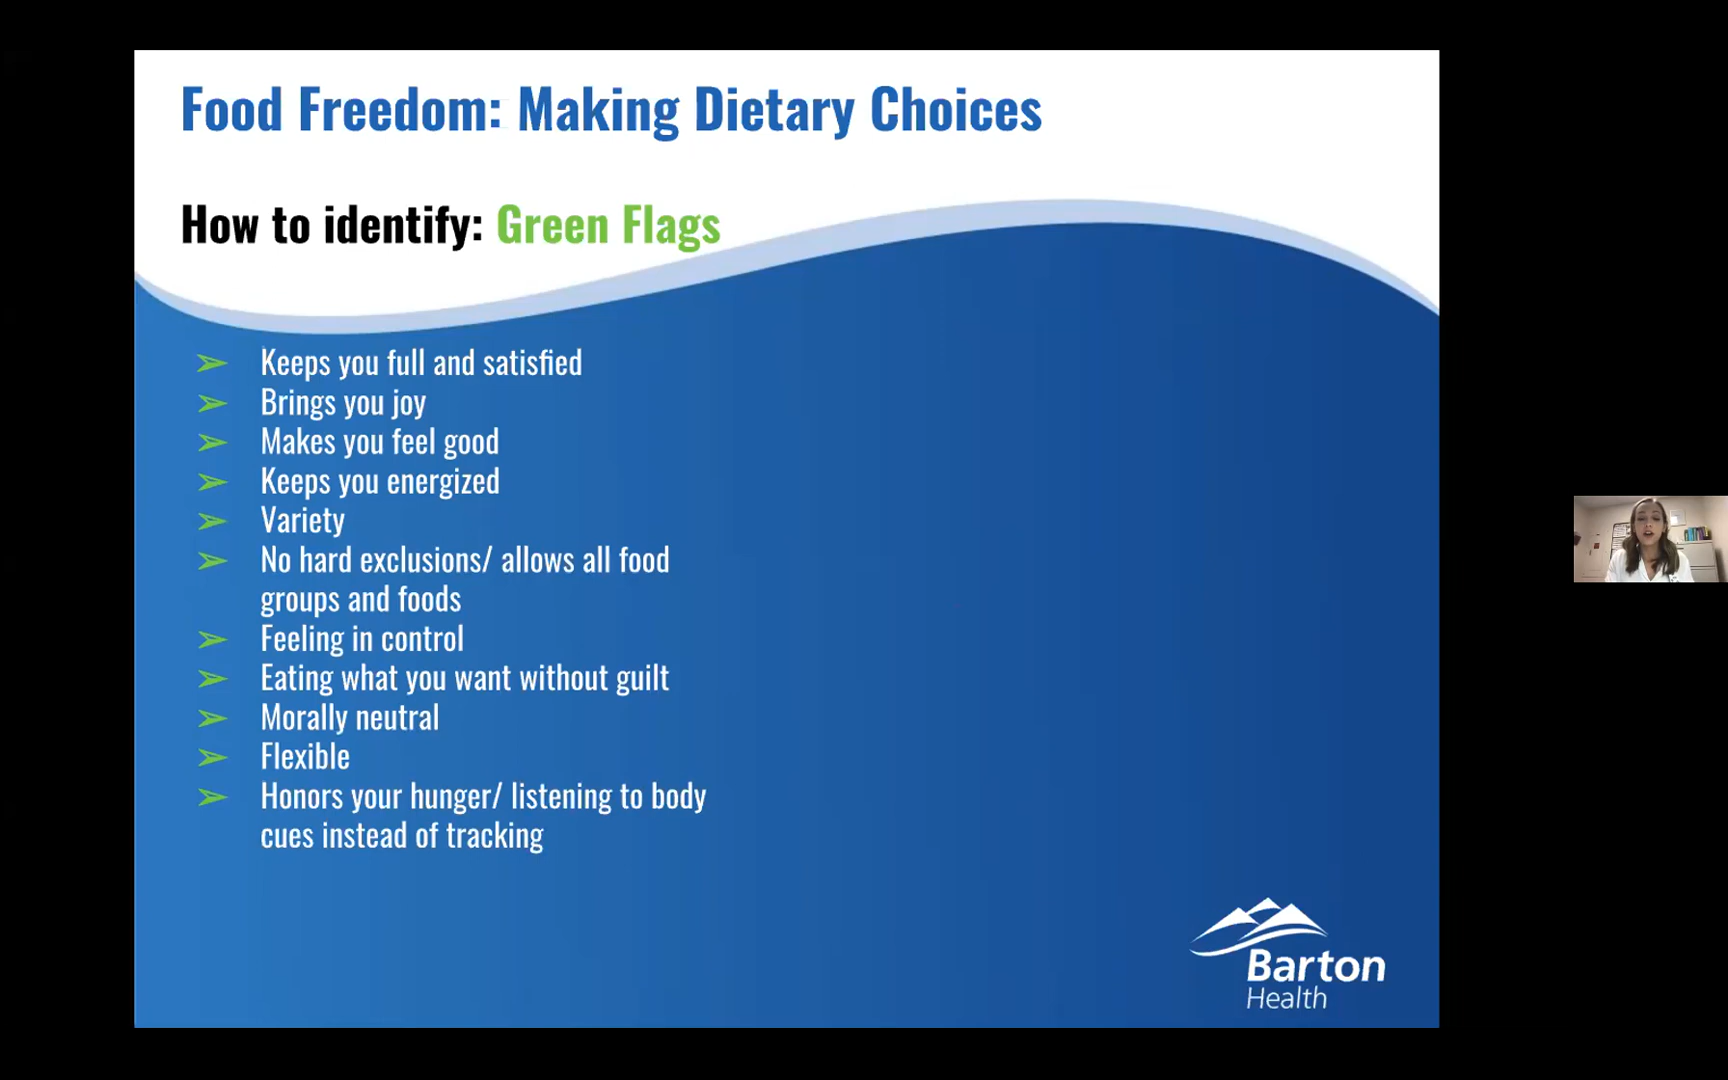 Food Freedom: Making Dietary Choices
How to identify: Green Flags
Keeps you full and satisfied
Brings you joy
Makes you feel good
Keeps you energized
Variety
No hard exclusions/ allows all food
groups and foods
Feeling in control
Eating what you want without guilt
Morally neutral
Flexible
Honors your hunger/ listening to body
cues instead of tracking
Barton
Health